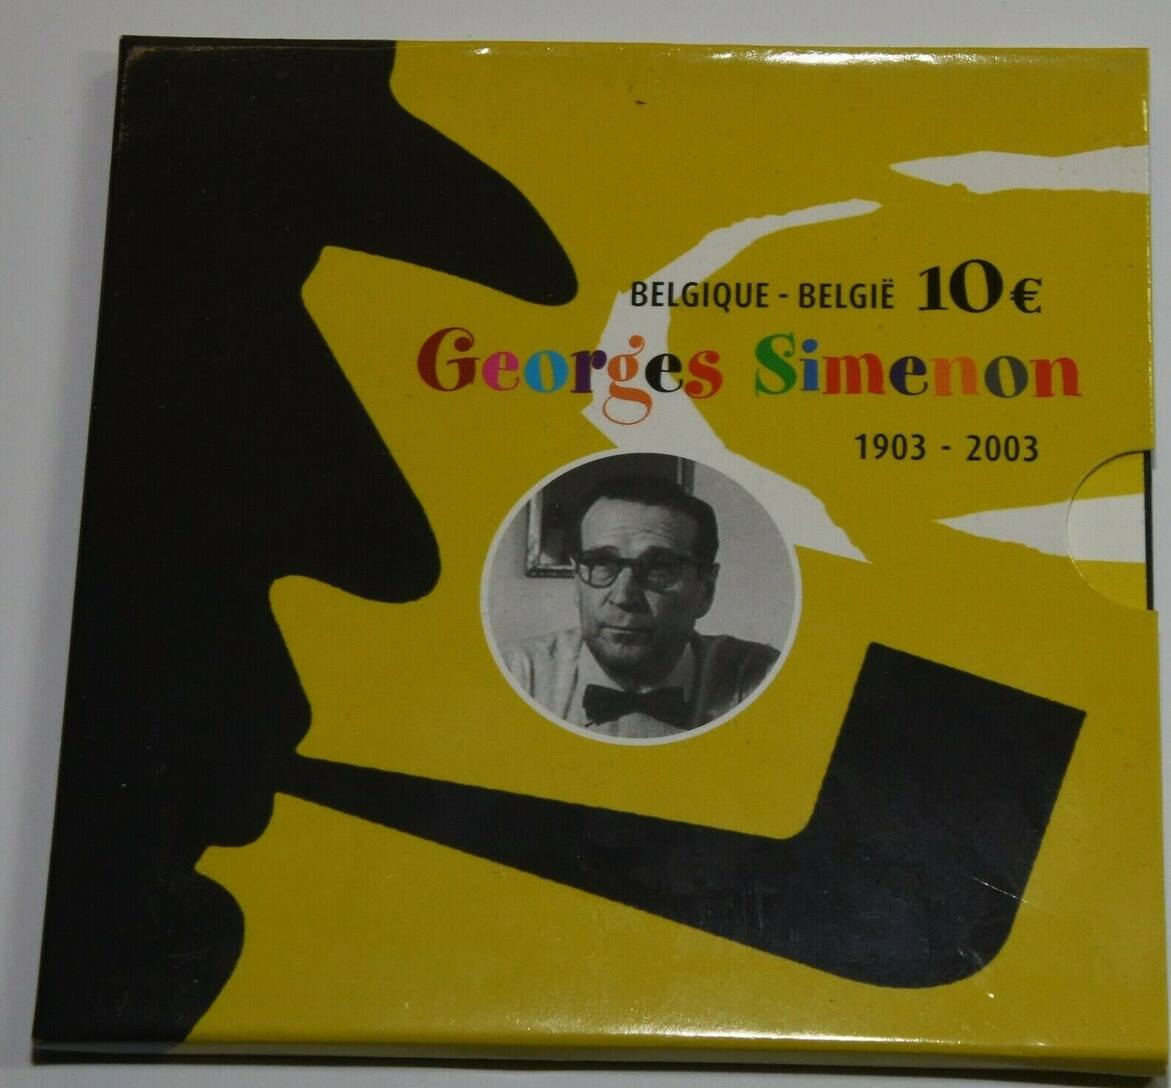 BELGIQUE - BELGIË 10€
Georges Simenon
1903 - 2003